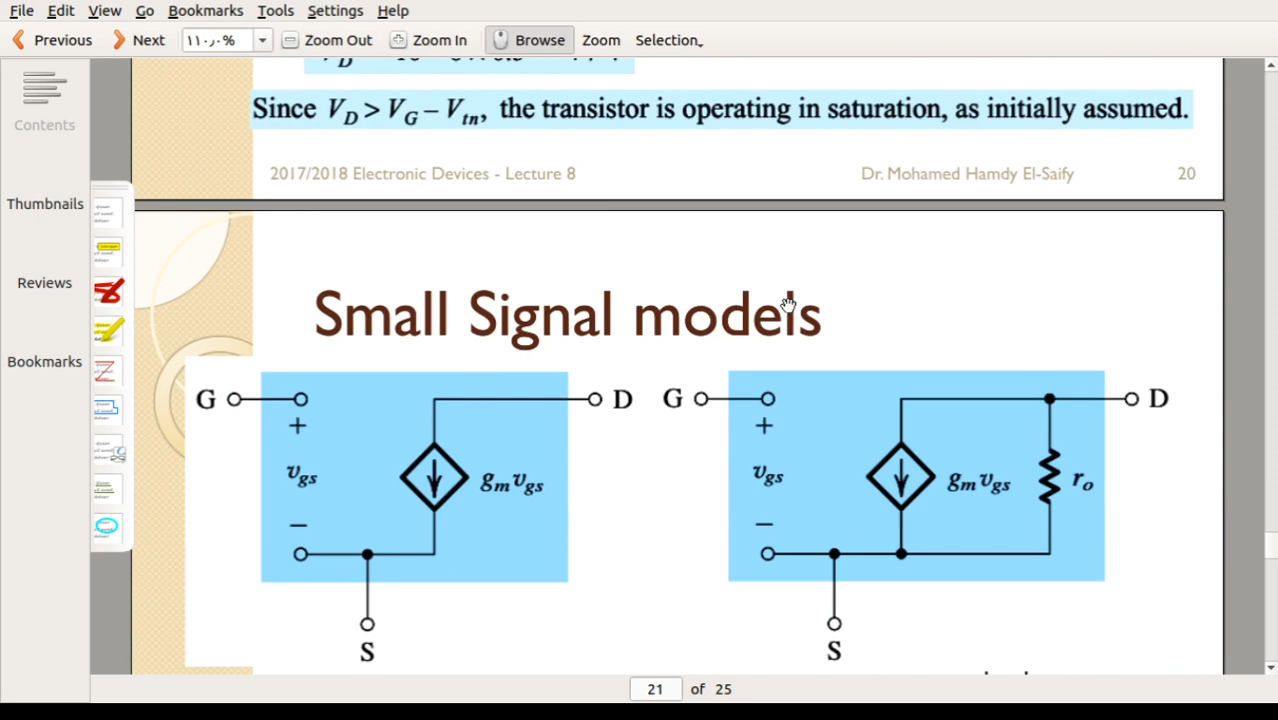 File Edit View Go Bookmarks Tools Settings Help
Previous Next ١١٠٫٠% Zoom Out Zoom In Browse Zoom Selection
Contents
Thumbnails
Reviews
Bookmarks
Since V_D > V_G – V_tn, the transistor is operating in saturation, as initially assumed.
2017/2018 Electronic Devices - Lecture 8 Dr. Mohamed Hamdy El-Saify 20
Small Signal models
G D G D
+ +
v_gs g_m v_gs v_gs g_m v_gs r_o
– –
S S
21 of 25